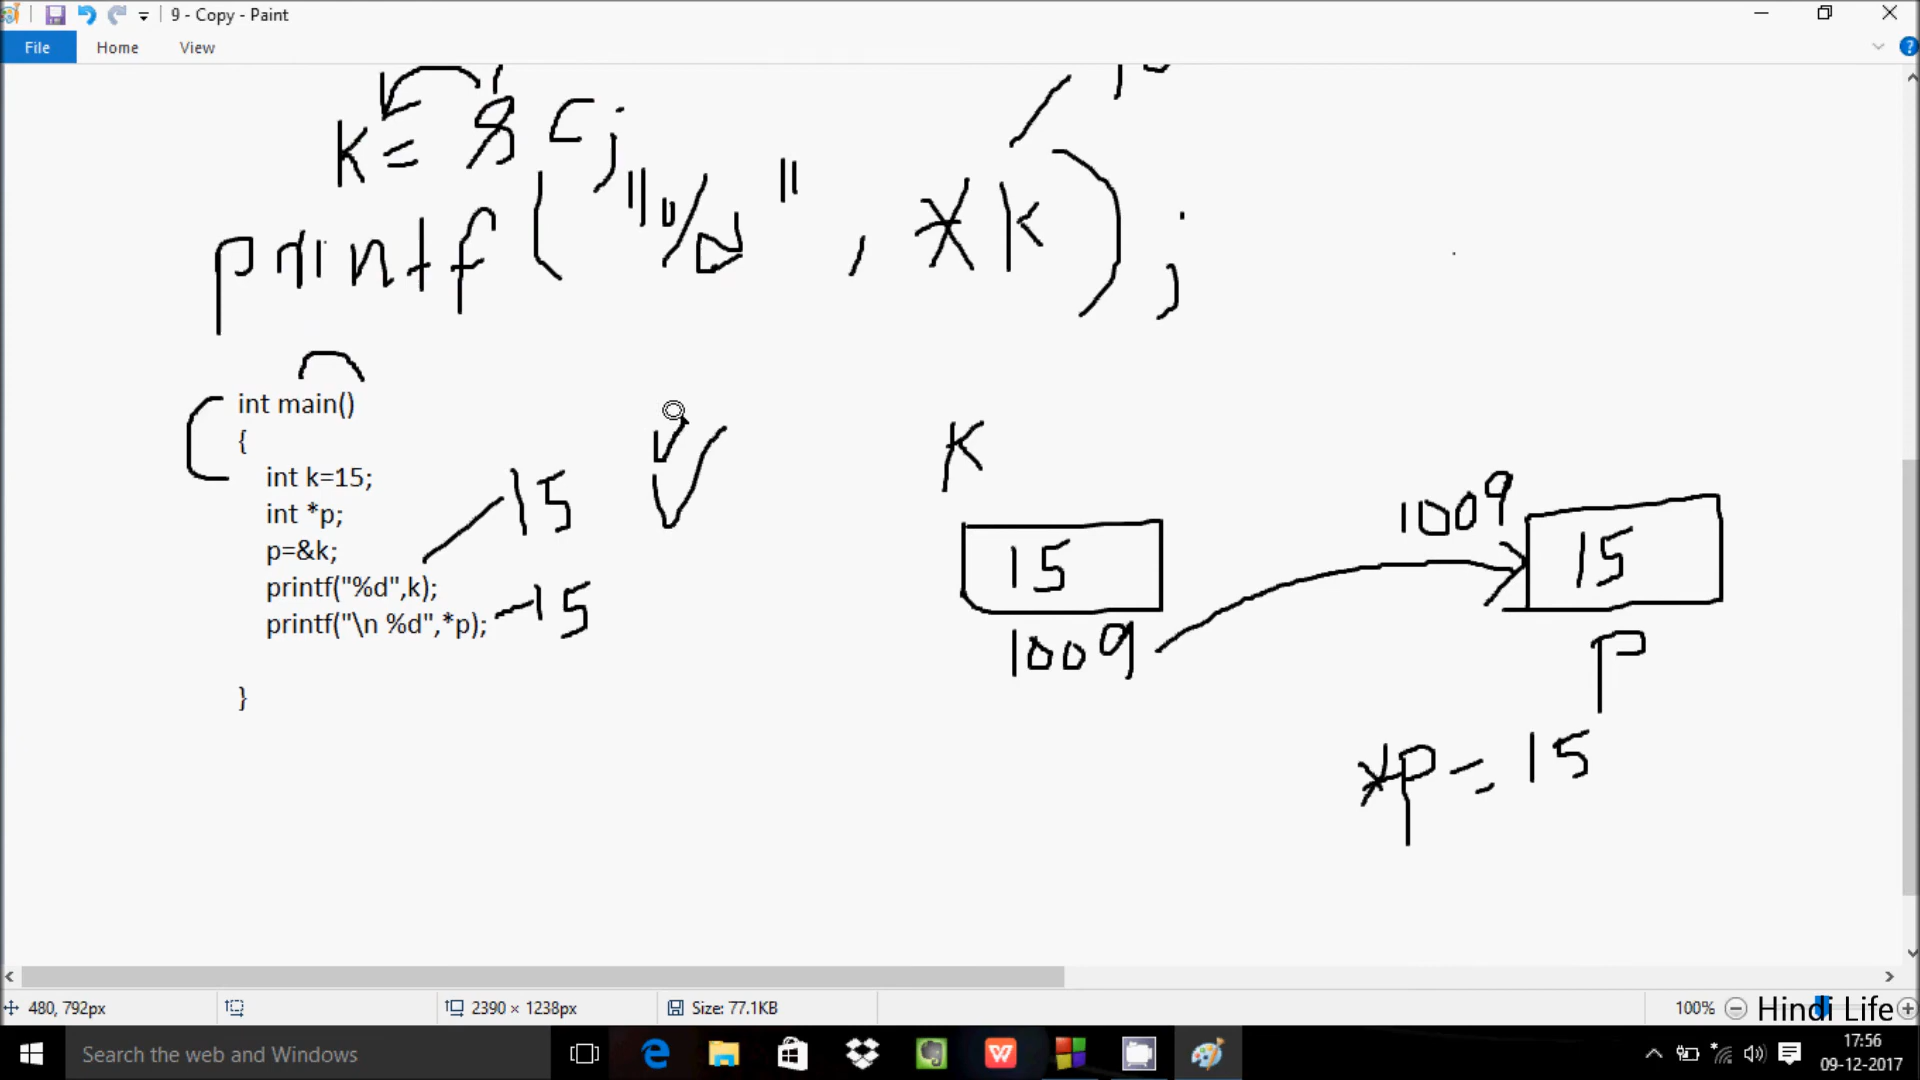 9 - Copy - Paint
File Home View
k= & c;
printf("%d", *k);
int main()
{
int k=15;
int *p;
p=&k;
printf("%d",k);
printf("\n %d",*p);
}
15
15
K
15
1009
1009
15
P
*p=15
480, 792px
2390 × 1238px
Size: 77.1KB
100%
Hindi Life
Search the web and Windows
17:56
09-12-2017